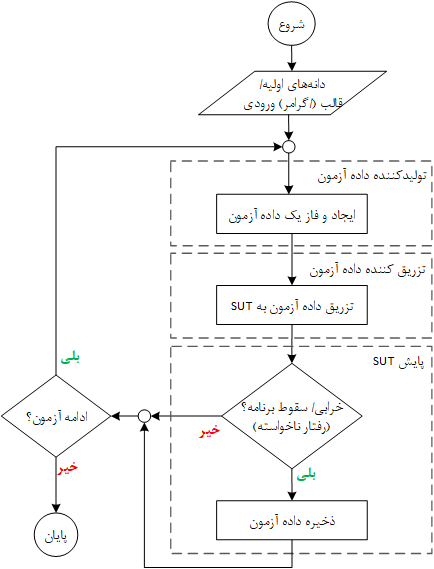 شروع
دانه‌های اولیه/
قالب (/گرامر) ورودی
تولیدکننده داده آزمون
ایجاد و فاز یک داده آزمون
تزریق کننده داده آزمون
تزریق داده آزمون به SUT
پایش SUT
خرابی/ سقوط برنامه؟
(رفتار ناخواسته)
خیر
بلی
ذخیره داده آزمون
ادامه آزمون؟
بلی
خیر
پایان